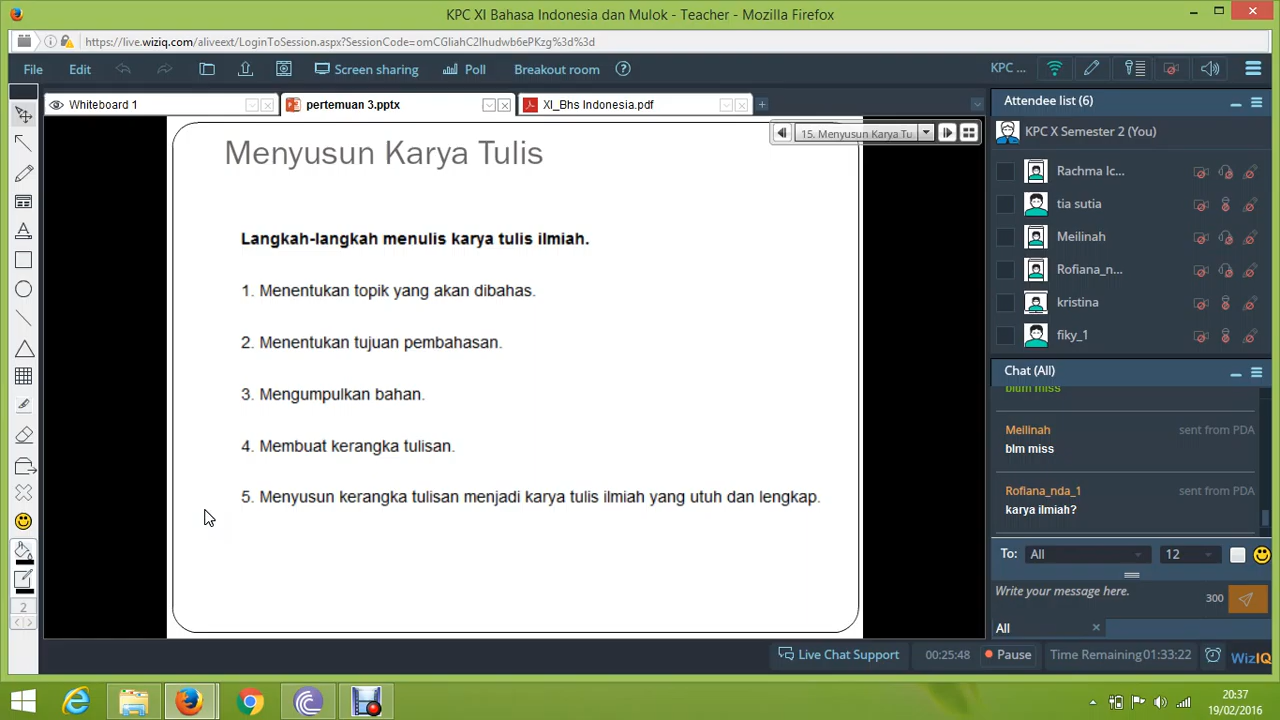 KPC XI Bahasa Indonesia dan Mulok - Teacher - Mozilla Firefox
https://live.wiziq.com/aliveext/LoginToSession.aspx?SessionCode=omCGliahC2lhudwb6ePKzg%3d%3d
File Edit Screen sharing Poll Breakout room ? KPC ...
Whiteboard 1 pertemuan 3.pptx XI_Bhs Indonesia.pdf
Attendee list (6)
15. Menyusun Karya Tu
KPC X Semester 2 (You)
Rachma Ic...
tia sutia
Meilinah
Rofiana_n...
kristina
fiky_1
Menyusun Karya Tulis
Langkah-langkah menulis karya tulis ilmiah.
1. Menentukan topik yang akan dibahas.
2. Menentukan tujuan pembahasan.
3. Mengumpulkan bahan.
4. Membuat kerangka tulisan.
5. Menyusun kerangka tulisan menjadi karya tulis ilmiah yang utuh dan lengkap.
Chat (All)
blum miss
Meilinah sent from PDA
blm miss
Rofiana_nda_1 sent from PDA
karya ilmiah?
To: All 12
Write your message here. 300
All
2
Live Chat Support 00:25:48 Pause Time Remaining 01:33:22 WizIQ
20:37
19/02/2016